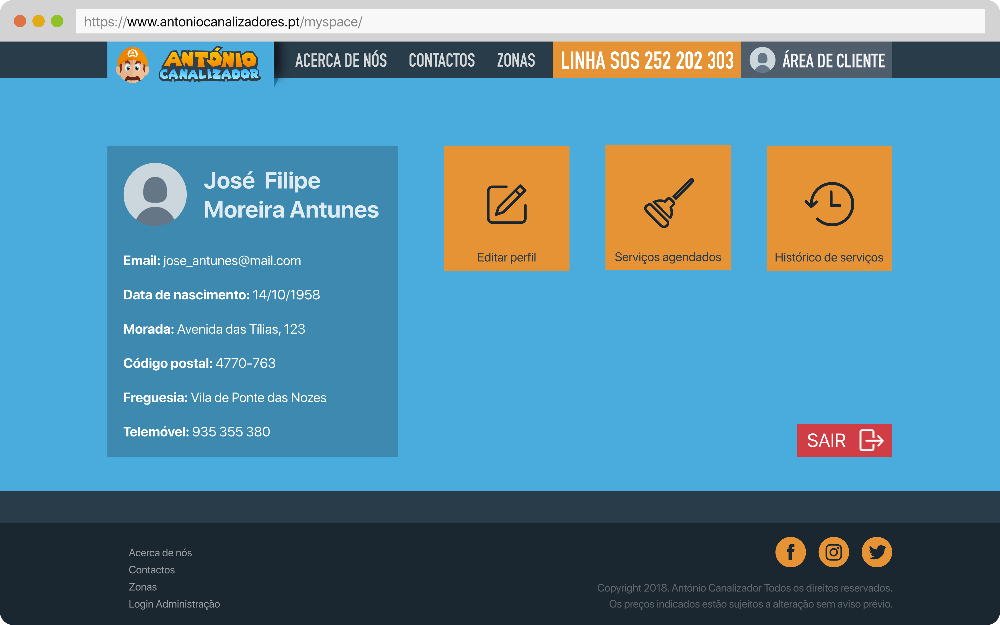 https://www.antoniocanalizadores.pt/myspace/
A
ANTÓNIO
CANALIZADOR
ACERCA DE NÓS
CONTACTOS
ZONAS
LINHA SOS 252 202 303
ÁREA DE CLIENTE
José Filipe
Moreira Antunes
Email: jose_antunes@mail.com
Data de nascimento: 14/10/1958
Morada: Avenida das Tílias, 123
Código postal: 4770-763
Freguesia: Vila de Ponte das Nozes
Telemóvel: 935 355 380
Editar perfil
Serviços agendados
Histórico de serviços
SAIR
Acerca de nós
Contactos
Zonas
Login Administração
Copyright 2018. António Canalizador Todos os direitos reservados.
Os preços indicados estão sujeitos a alteração sem aviso prévio.